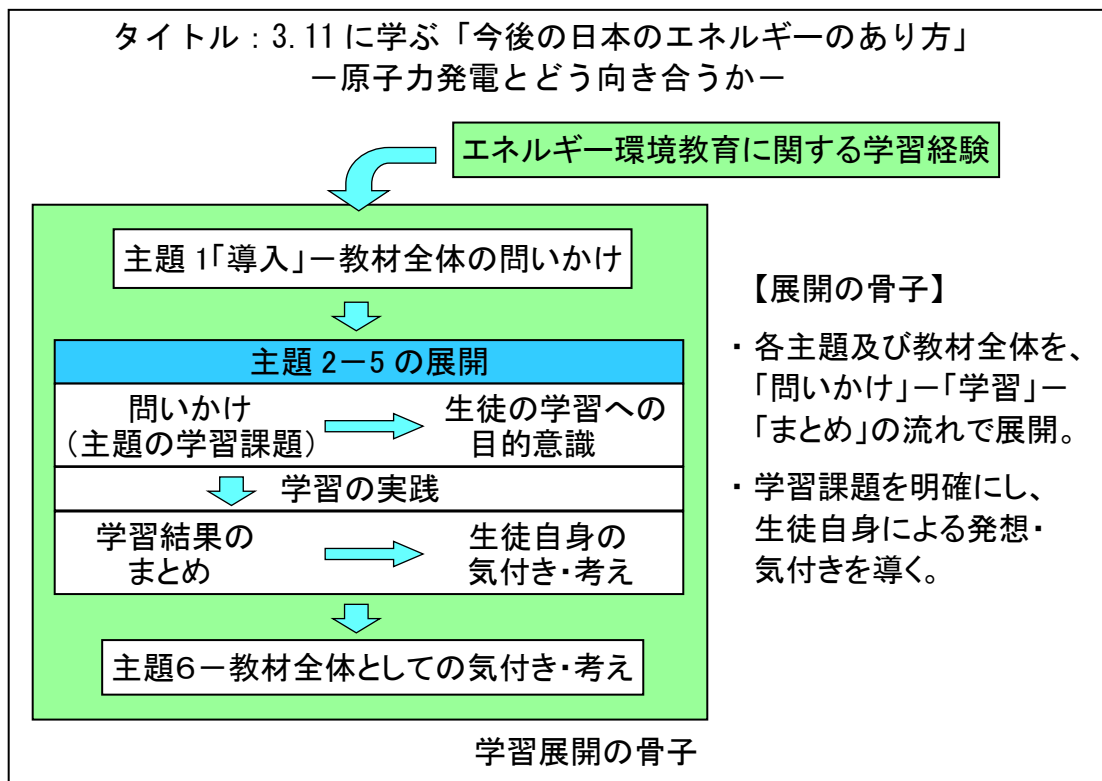 タイトル:3.11に学ぶ「今後の日本のエネルギーのあり方」
－原子力発電とどう向き合うか－
エネルギー環境教育に関する学習経験
主題1「導入」－教材全体の問いかけ
主題2－5の展開
問いかけ
(主題の学習課題)
生徒の学習への
目的意識
学習の実践
学習結果の
まとめ
生徒自身の
気付き・考え
主題6－教材全体としての気付き・考え
【展開の骨子】
・各主題及び教材全体を、
「問いかけ」－「学習」－
「まとめ」の流れで展開。
・学習課題を明確にし、
生徒自身による発想・
気付きを導く。
学習展開の骨子